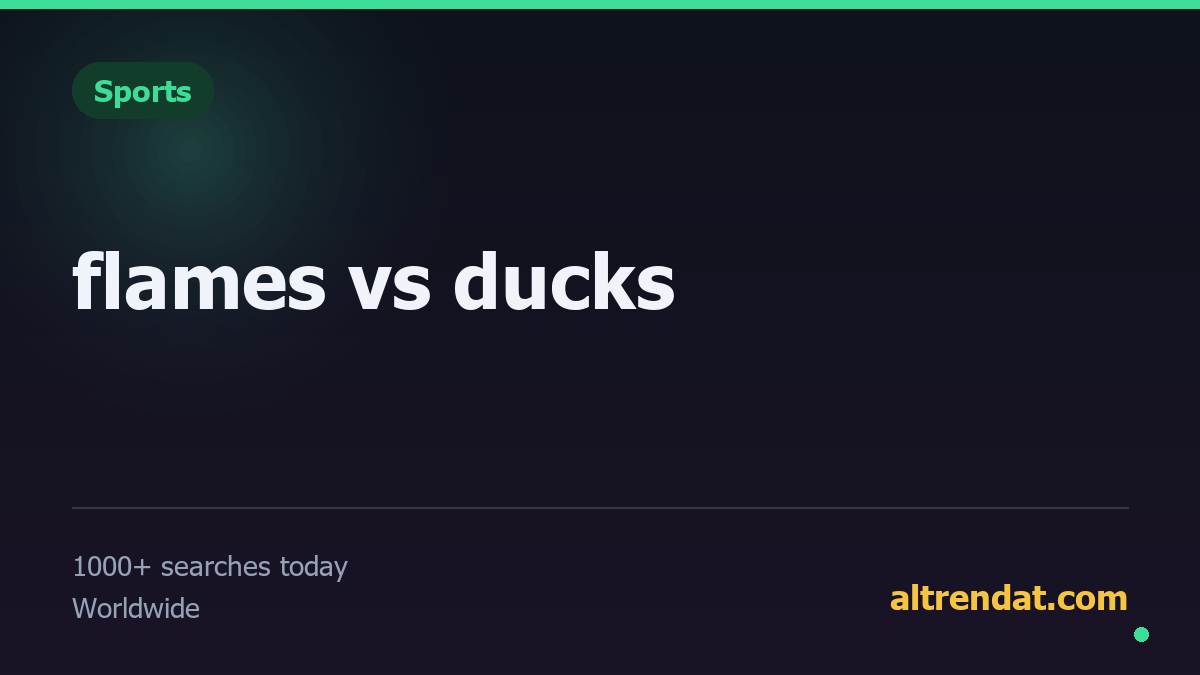 Sports
flames vs ducks
1000+ searches today
Worldwide
altrendat.com